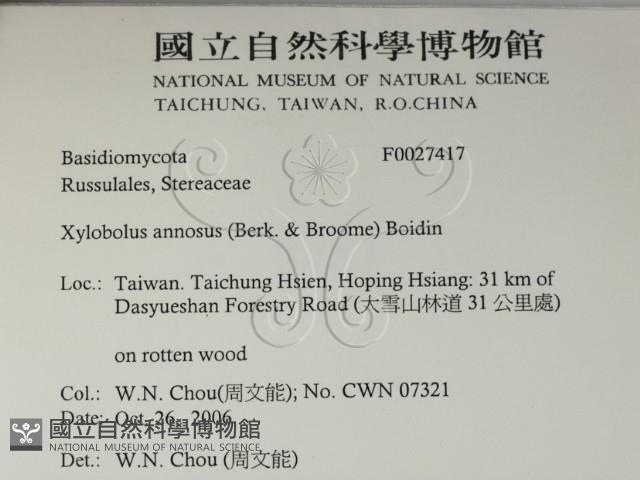 國立自然科學博物館
NATIONAL MUSEUM OF NATURAL SCIENCE
TAICHUNG, TAIWAN, R.O.CHINA
Basidiomycota F0027417
Russulales, Stereaceae
Xylobolus annosus (Berk. & Broome) Boidin
Loc.: Taiwan. Taichung Hsien, Hoping Hsiang: 31 km of
Dasyueshan Forestry Road (大雪山林道 31 公里處)
on rotten wood
Col.: W.N. Chou(周文能); No. CWN 07321
Date: Oct. 26, 2006
國立自然科學博物館
NATIONAL MUSEUM OF NATURAL SCIENCE
Det.: W.N. Chou (周文能)